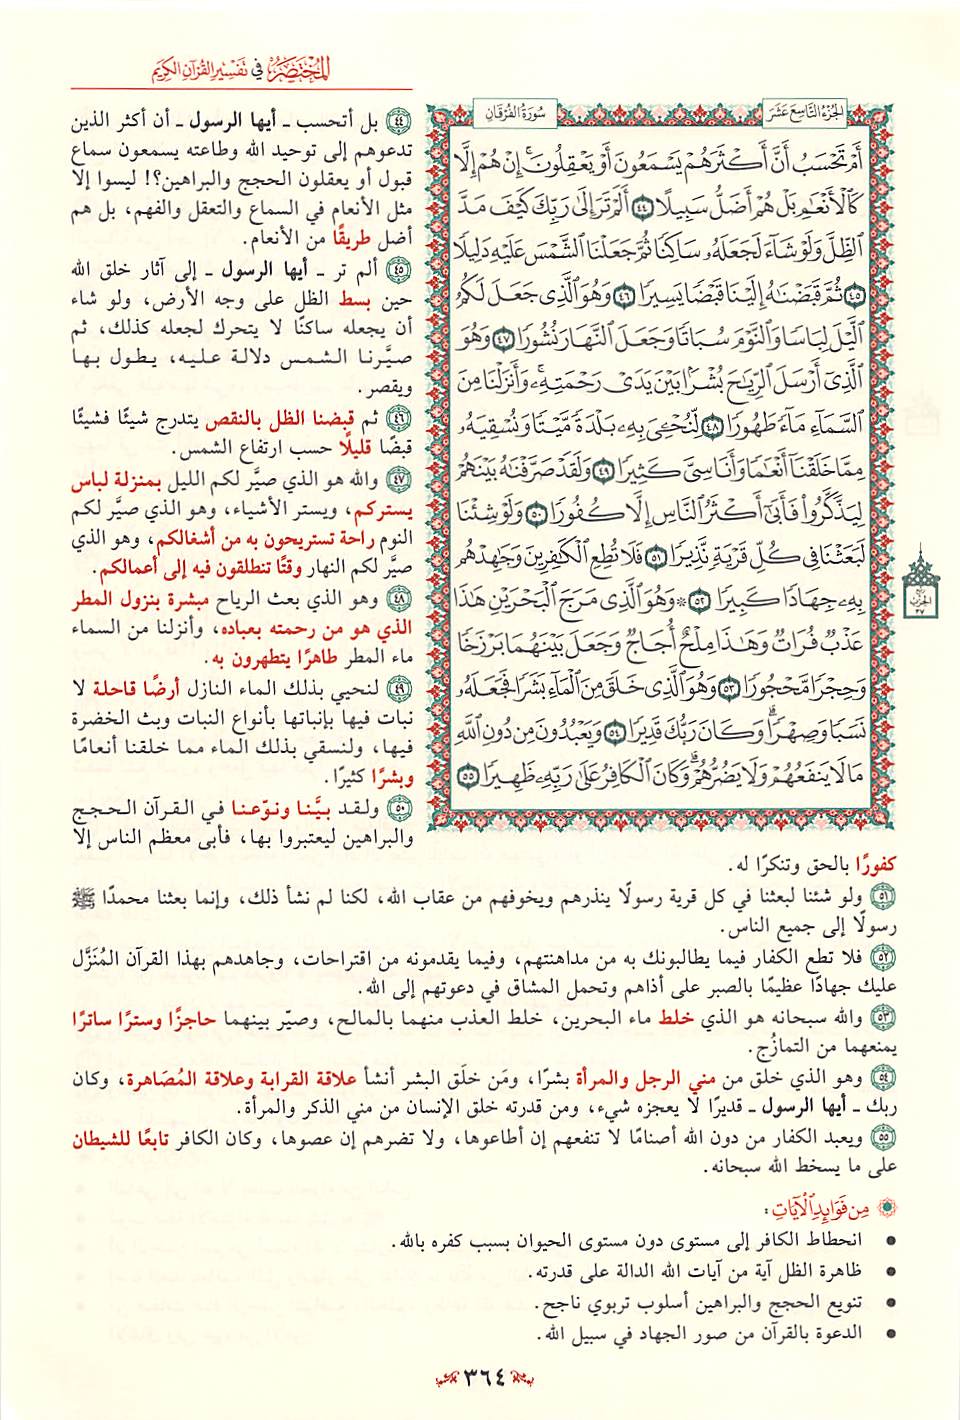 المختصر في تفسير القرآن الكريم
الجزء التاسع عشر
سورة الفرقان
أَمْ تَحْسَبُ أَنَّ أَكْثَرَهُمْ يَسْمَعُونَ أَوْ يَعْقِلُونَ ۚ إِنْ هُمْ إِلَّا
كَالْأَنْعَامِ بَلْ هُمْ أَضَلُّ سَبِيلًا ٤٤ أَلَمْ تَرَ إِلَىٰ رَبِّكَ كَيْفَ مَدَّ
الظِّلَّ وَلَوْ شَاءَ لَجَعَلَهُ سَاكِنًا ثُمَّ جَعَلْنَا الشَّمْسَ عَلَيْهِ دَلِيلًا
٤٥ ثُمَّ قَبَضْنَاهُ إِلَيْنَا قَبْضًا يَسِيرًا ٤٦ وَهُوَ الَّذِي جَعَلَ لَكُمُ
اللَّيْلَ لِبَاسًا وَالنَّوْمَ سُبَاتًا وَجَعَلَ النَّهَارَ نُشُورًا ٤٧ وَهُوَ
الَّذِي أَرْسَلَ الرِّيَاحَ بُشْرًا بَيْنَ يَدَيْ رَحْمَتِهِ ۚ وَأَنزَلْنَا مِنَ
السَّمَاءِ مَاءً طَهُورًا ٤٨ لِّنُحْيِيَ بِهِ بَلْدَةً مَّيْتًا وَنُسْقِيَهُ
مِمَّا خَلَقْنَا أَنْعَامًا وَأَنَاسِيَّ كَثِيرًا ٤٩ وَلَقَدْ صَرَّفْنَاهُ بَيْنَهُمْ
لِيَذَّكَّرُوا فَأَبَىٰ أَكْثَرُ النَّاسِ إِلَّا كُفُورًا ٥٠ وَلَوْ شِئْنَا
لَبَعَثْنَا فِي كُلِّ قَرْيَةٍ نَّذِيرًا ٥١ فَلَا تُطِعِ الْكَافِرِينَ وَجَاهِدْهُم
بِهِ جِهَادًا كَبِيرًا ٥٢ ۞ وَهُوَ الَّذِي مَرَجَ الْبَحْرَيْنِ هَٰذَا
عَذْبٌ فُرَاتٌ وَهَٰذَا مِلْحٌ أُجَاجٌ وَجَعَلَ بَيْنَهُمَا بَرْزَخًا
وَحِجْرًا مَّحْجُورًا ٥٣ وَهُوَ الَّذِي خَلَقَ مِنَ الْمَاءِ بَشَرًا فَجَعَلَهُ
نَسَبًا وَصِهْرًا ۗ وَكَانَ رَبُّكَ قَدِيرًا ٥٤ وَيَعْبُدُونَ مِن دُونِ اللَّهِ
مَا لَا يَنفَعُهُمْ وَلَا يَضُرُّهُمْ ۗ وَكَانَ الْكَافِرُ عَلَىٰ رَبِّهِ ظَهِيرًا ٥٥
الحزب
٣٧
٤٤ بل أتحسب ـ أيها الرسول ـ أن أكثر الذين
تدعوهم إلى توحيد الله وطاعته يسمعون سماع
قبول أو يعقلون الحجج والبراهين؟! ليسوا إلا
مثل الأنعام في السماع والتعقل والفهم، بل هم
أضل طريقًا من الأنعام.
٤٥ ألم تر ـ أيها الرسول ـ إلى آثار خلق الله
حين بسط الظل على وجه الأرض، ولو شاء
أن يجعله ساكنًا لا يتحرك لجعله كذلك، ثم
صيَّرنا الشمس دلالة عليه، يطول بها
ويقصر.
٤٦ ثم قبضنا الظل بالنقص يتدرج شيئًا فشيئًا
قبضًا قليلًا حسب ارتفاع الشمس.
٤٧ والله هو الذي صيَّر لكم الليل بمنزلة لباس
يستركم، ويستر الأشياء، وهو الذي صيَّر لكم
النوم راحة تستريحون به من أشغالكم، وهو الذي
صيَّر لكم النهار وقتًا تنطلقون فيه إلى أعمالكم.
٤٨ وهو الذي بعث الرياح مبشرة بنزول المطر
الذي هو من رحمته بعباده، وأنزلنا من السماء
ماء المطر طاهرًا يتطهرون به.
٤٩ لنحيي بذلك الماء النازل أرضًا قاحلة لا
نبات فيها بإنباتها بأنواع النبات وبث الخضرة
فيها، ولنسقي بذلك الماء مما خلقنا أنعامًا
وبشرًا كثيرًا.
٥٠ ولقد بيَّنا ونوّعنا في القرآن الحجج
والبراهين ليعتبروا بها، فأبى معظم الناس إلا
كفورًا بالحق وتنكرًا له.
٥١ ولو شئنا لبعثنا في كل قرية رسولًا ينذرهم ويخوفهم من عقاب الله، لكنا لم نشأ ذلك، وإنما بعثنا محمدًا ﷺ
رسولًا إلى جميع الناس.
٥٢ فلا تطع الكفار فيما يطالبونك به من مداهنتهم، وفيما يقدمونه من اقتراحات، وجاهدهم بهذا القرآن المُنَزَّل
عليك جهادًا عظيمًا بالصبر على أذاهم وتحمل المشاق في دعوتهم إلى الله.
٥٣ والله سبحانه هو الذي خلط ماء البحرين، خلط العذب منهما بالمالح، وصيّر بينهما حاجزًا وسترًا ساترًا
يمنعهما من التمازُج.
٥٤ وهو الذي خلق من مني الرجل والمرأة بشرًا، ومَن خلَق البشر أنشأ علاقة القرابة وعلاقة المُصَاهرة، وكان
ربك ـ أيها الرسول ـ قديرًا لا يعجزه شيء، ومن قدرته خلق الإنسان من مني الذكر والمرأة.
٥٥ ويعبد الكفار من دون الله أصنامًا لا تنفعهم إن أطاعوها، ولا تضرهم إن عصوها، وكان الكافر تابعًا للشيطان
على ما يسخط الله سبحانه.
من فوائد الآيات:
• انحطاط الكافر إلى مستوى دون مستوى الحيوان بسبب كفره بالله.
• ظاهرة الظل آية من آيات الله الدالة على قدرته.
• تنويع الحجج والبراهين أسلوب تربوي ناجح.
• الدعوة بالقرآن من صور الجهاد في سبيل الله.
٣٦٤